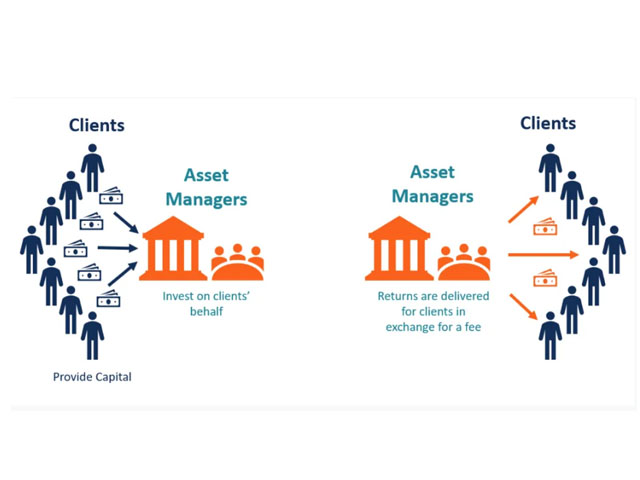 Clients
Asset
Managers
Invest on clients'
behalf
Provide Capital
Clients
Asset
Managers
Returns are delivered
for clients in
exchange for a fee